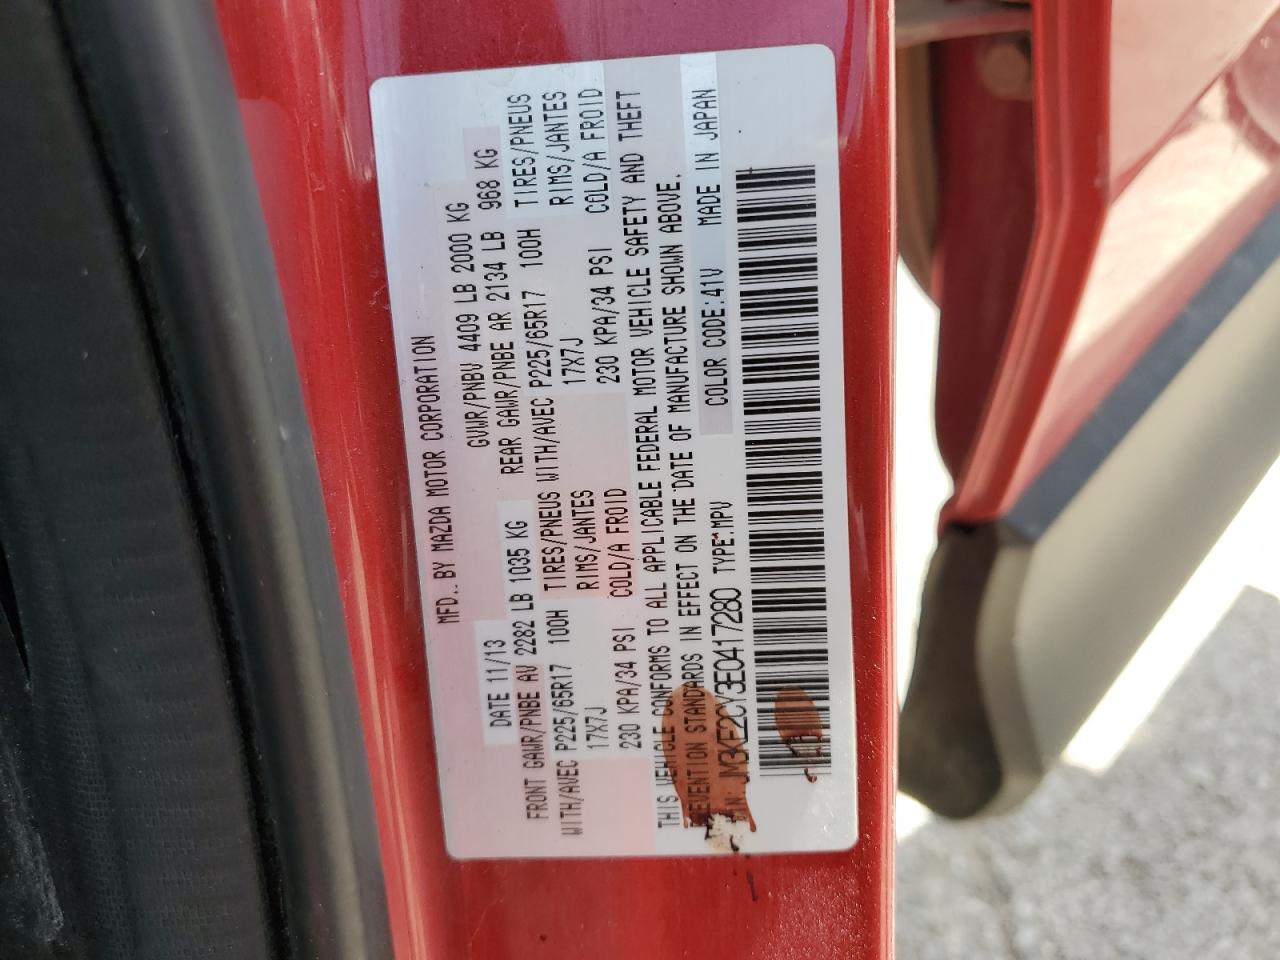 MFD. BY MAZDA MOTOR CORPORATION
DATE 11/13 GVWR/PNBV 4409 LB 2000 KG
FRONT GAWR/PNBE AV 2282 LB 1035 KG REAR GAWR/PNBE AR 2134 LB 968 KG
WITH/AVEC P225/65R17 100H TIRES/PNEUS WITH/AVEC P225/65R17 100H TIRES/PNEUS
17X7J RIMS/JANTES 17X7J RIMS/JANTES
230 KPA/34 PSI COLD/A FROID 230 KPA/34 PSI COLD/A FROID
THIS VEHICLE CONFORMS TO ALL APPLICABLE FEDERAL MOTOR VEHICLE SAFETY AND THEFT
PREVENTION STANDARDS IN EFFECT ON THE DATE OF MANUFACTURE SHOWN ABOVE.
COLOR CODE:41V MADE IN JAPAN
VIN: JM3KE2CY3E0417280 TYPE:MPV